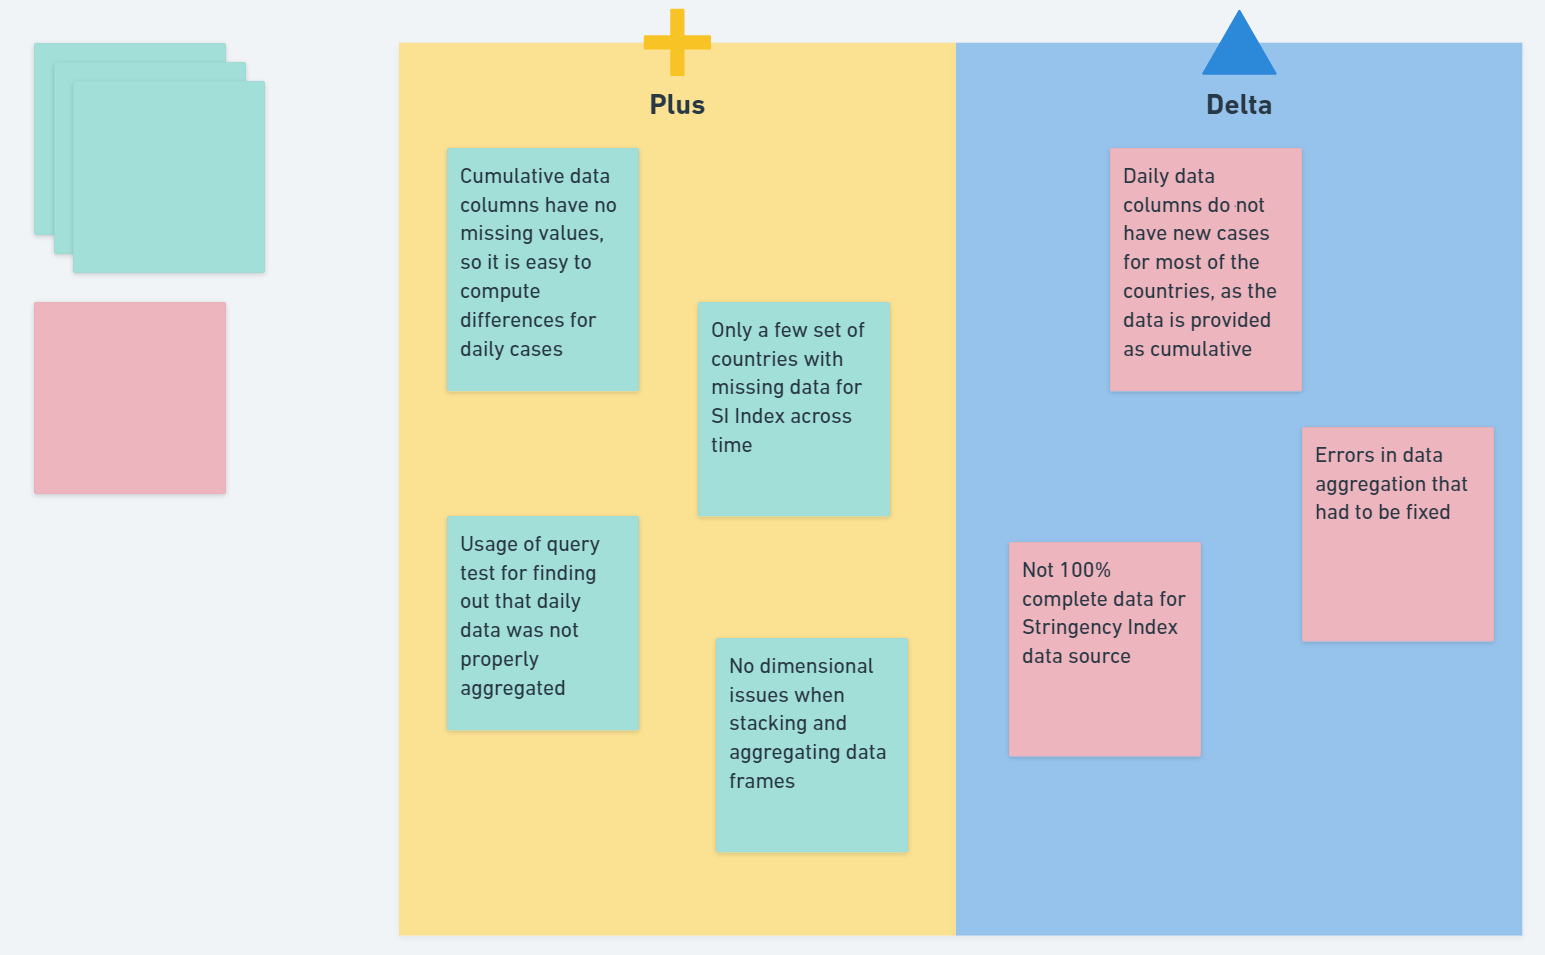 Plus
Cumulative data
columns have no
missing values,
so it is easy to
compute
differences for
daily cases
Only a few set of
countries with
missing data for
SI Index across
time
Usage of query
test for finding
out that daily
data was not
properly
aggregated
No dimensional
issues when
stacking and
aggregating data
frames
Delta
Daily data
columns do not
have new cases
for most of the
countries, as the
data is provided
as cumulative
Errors in data
aggregation that
had to be fixed
Not 100%
complete data for
Stringency Index
data source